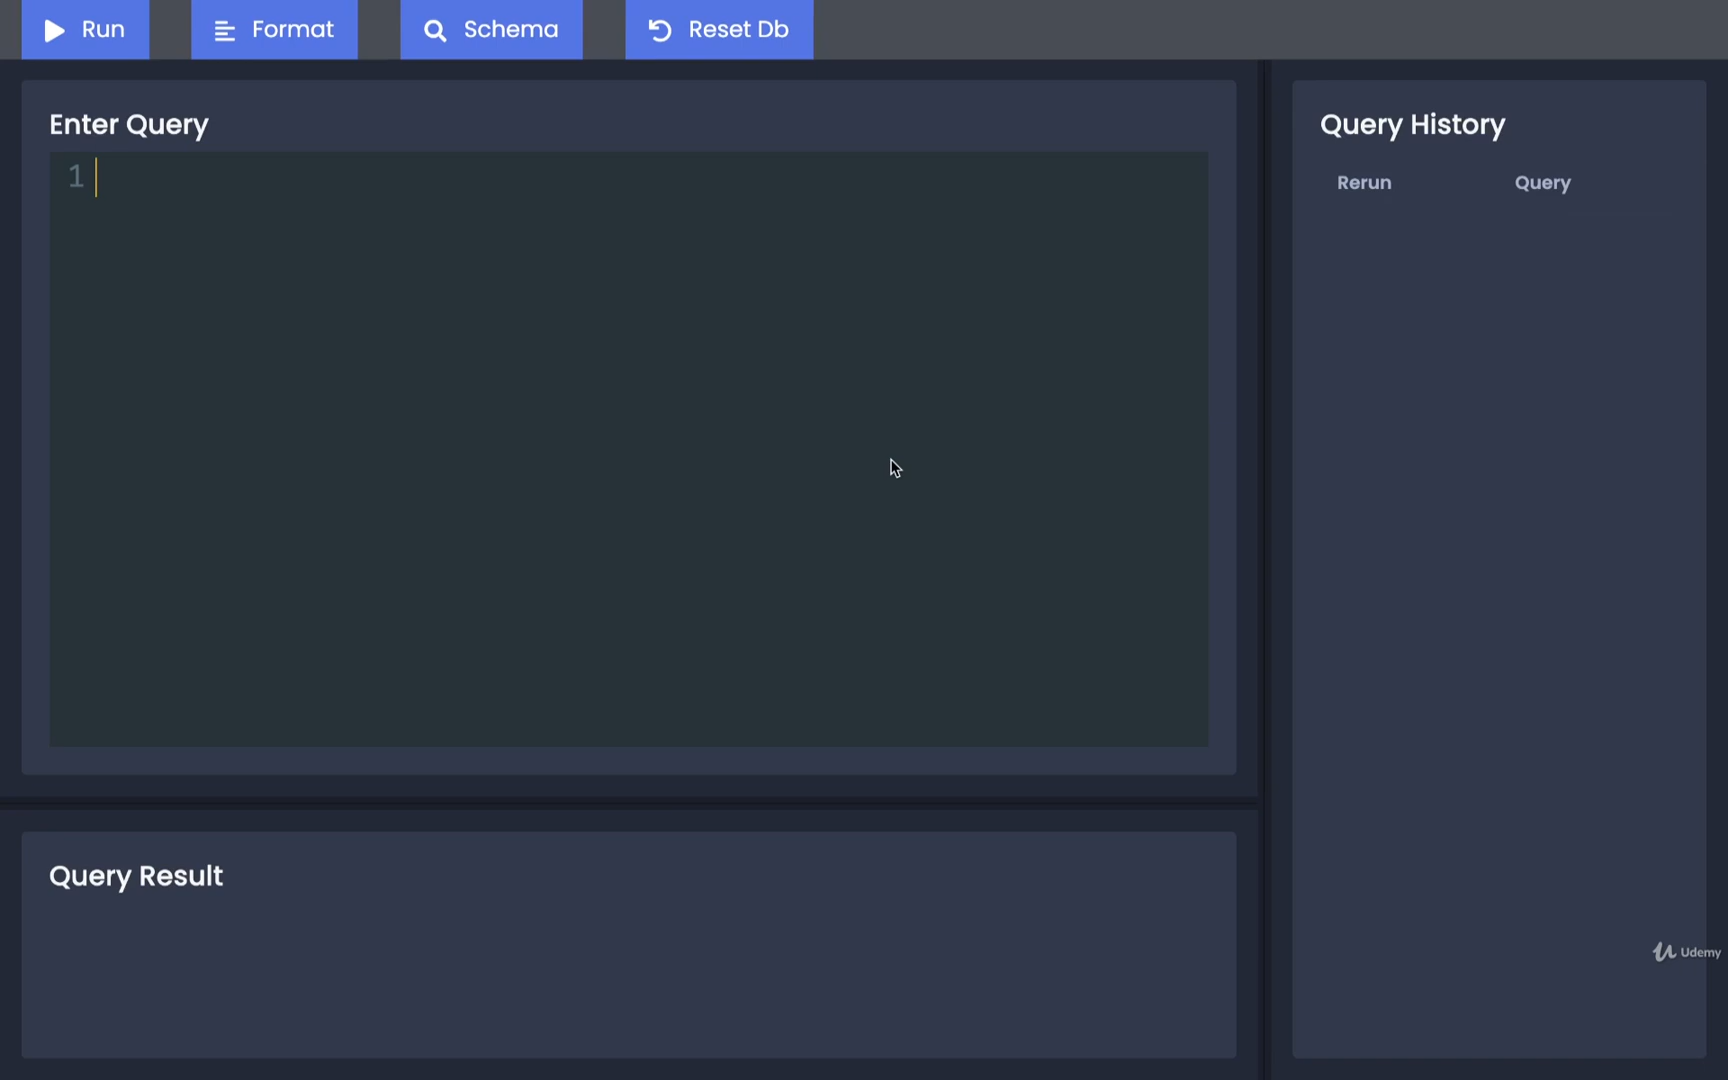 Run
Format
Schema
Reset Db
Enter Query
1
Query History
Rerun
Query
Query Result
Udemy